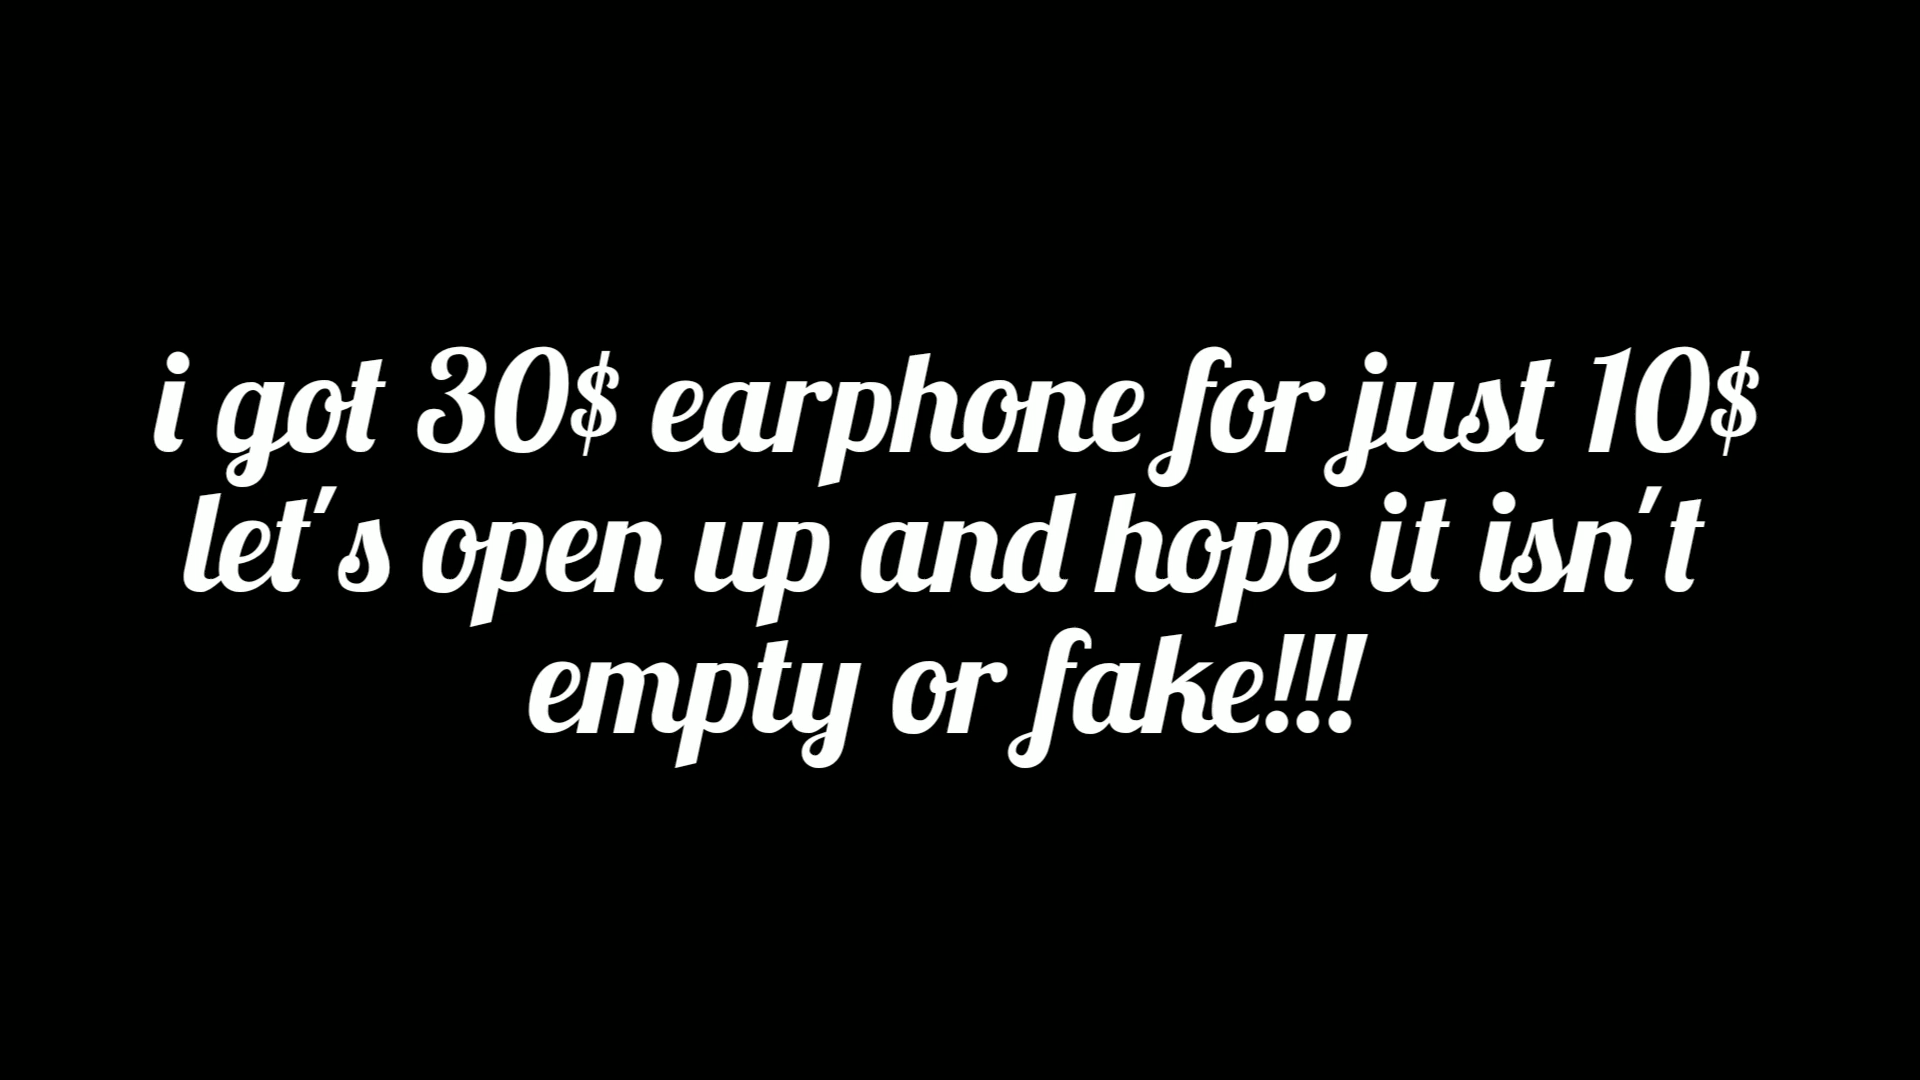 i got 30$ earphone for just 10$
let's open up and hope it isn't
empty or fake!!!